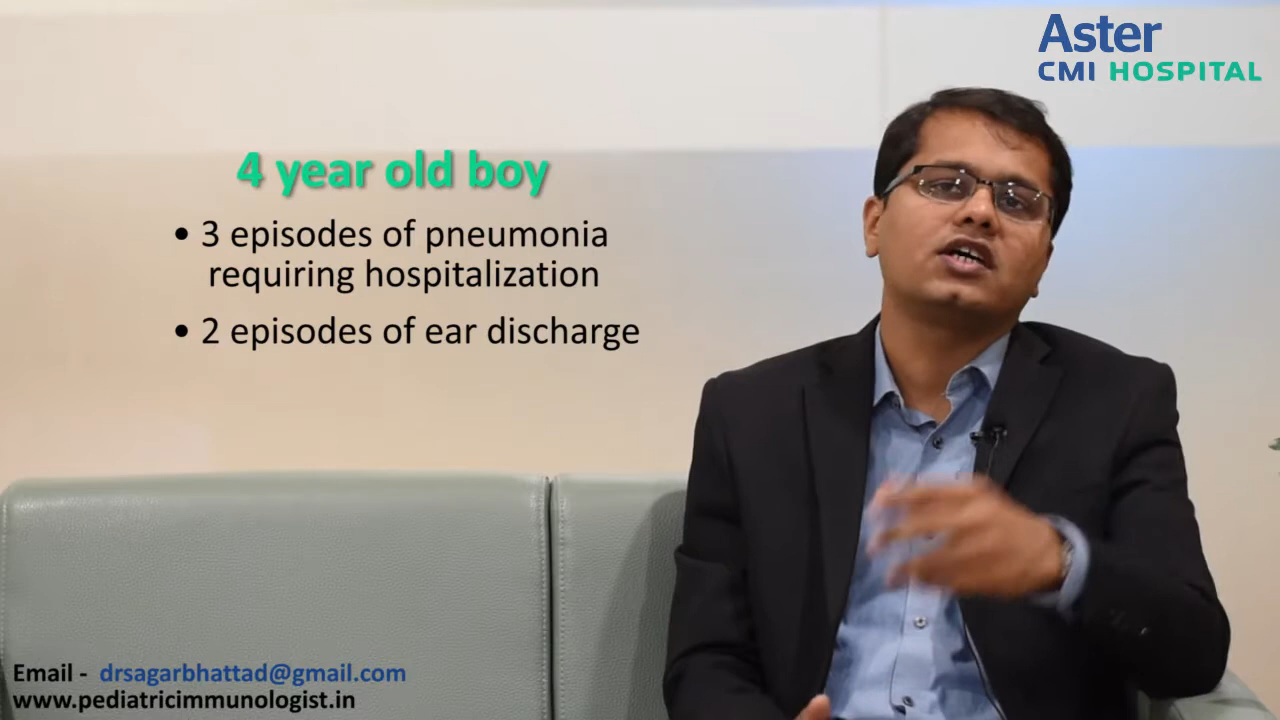 Aster
CMI HOSPITAL
4 year old boy
• 3 episodes of pneumonia
requiring hospitalization
• 2 episodes of ear discharge
Email - drsagarbhattad@gmail.com
www.pediatricimmunologist.in